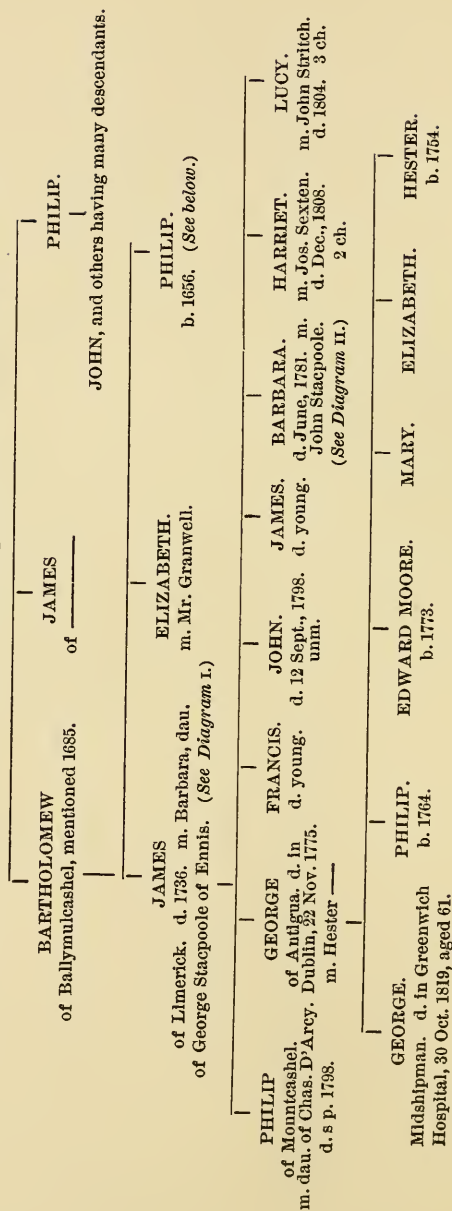 BARTHOLOMEW
of Ballymulcashel, mentioned 1685.
JAMES
of ———
PHILIP.
JOHN, and others having many descendants.
JAMES
of Limerick. d. 1736. m. Barbara, dau.
of George Stacpoole of Ennis. (See Diagram I.)
ELIZABETH.
m. Mr. Granwell.
PHILIP.
b. 1656. (See below.)
PHILIP
of Mountcashel.
m. dau. of Chas. D'Arcy.
d. s p. 1798.
GEORGE
of Antigua. d. in
Dublin, 22 Nov. 1775.
m. Hester ——
FRANCIS.
d. young.
JOHN.
d. 12 Sept., 1798.
unm.
JAMES.
d. young.
BARBARA.
d. June, 1781. m.
John Stacpoole.
(See Diagram II.)
HARRIET.
m. Jos. Sexten.
d. Dec., 1808.
2 ch.
LUCY.
m. John Stritch.
d. 1804. 3 ch.
GEORGE.
Midshipman. d. in Greenwich
Hospital, 30 Oct. 1819, aged 61.
PHILIP.
b. 1764.
EDWARD MOORE.
b. 1773.
MARY.
ELIZABETH.
HESTER.
b. 1754.